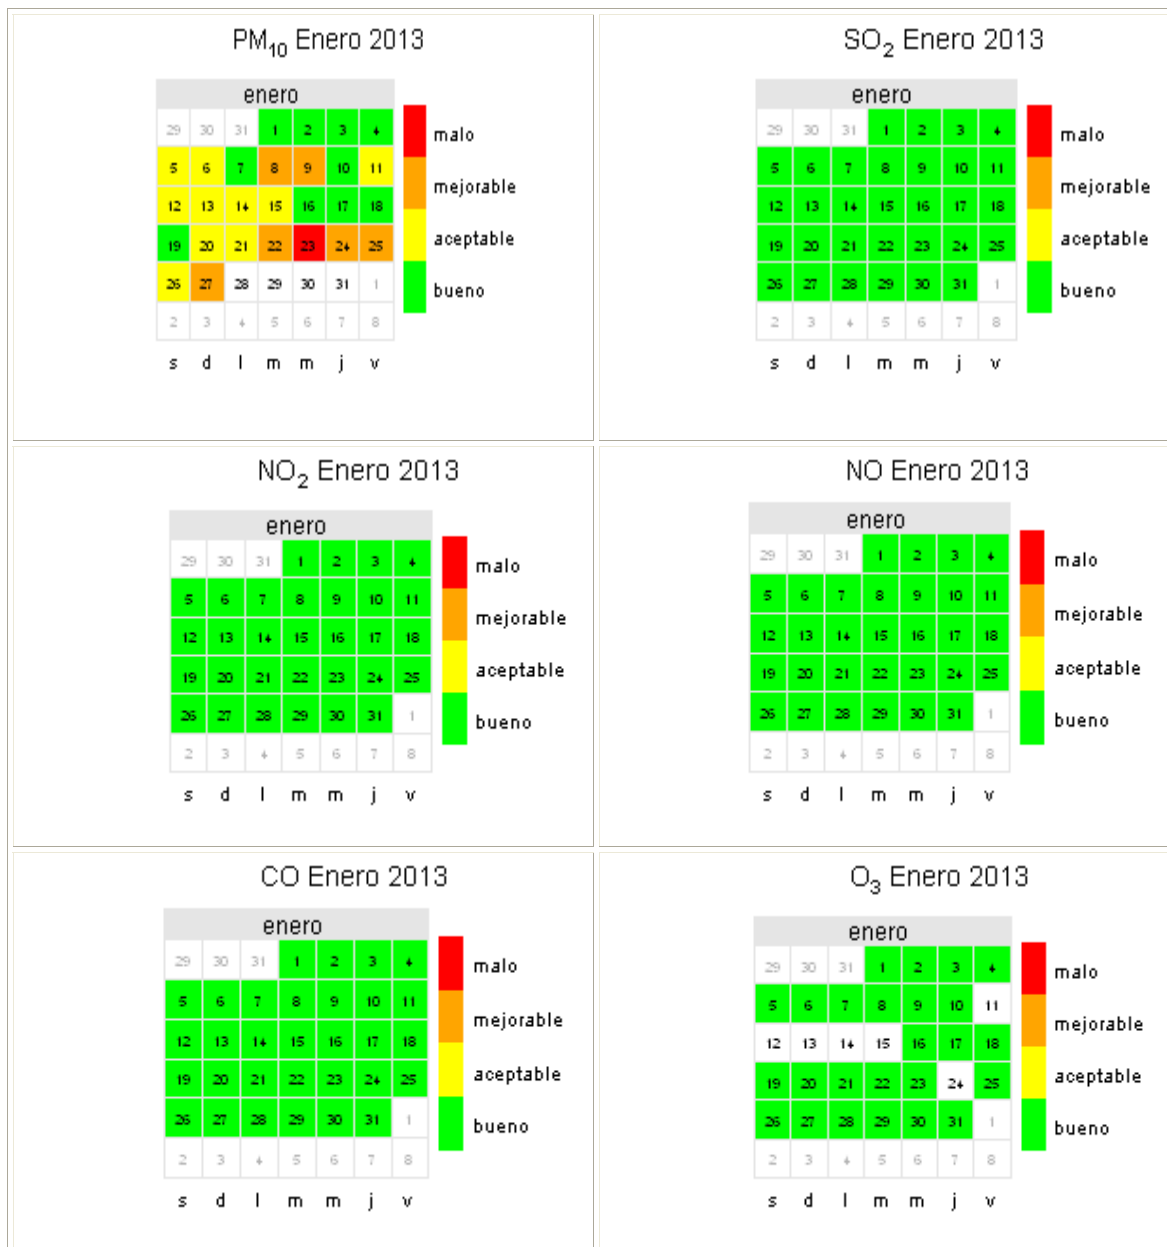 PM10 Enero 2013
enero
29 30 31 1 2 3 4
5 6 7 8 9 10 11
12 13 14 15 16 17 18
19 20 21 22 23 24 25
26 27 28 29 30 31 1
2 3 4 5 6 7 8
s d l m m j v
malo
mejorable
aceptable
bueno
SO2 Enero 2013
enero
29 30 31 1 2 3 4
5 6 7 8 9 10 11
12 13 14 15 16 17 18
19 20 21 22 23 24 25
26 27 28 29 30 31 1
2 3 4 5 6 7 8
s d l m m j v
malo
mejorable
aceptable
bueno
NO2 Enero 2013
enero
29 30 31 1 2 3 4
5 6 7 8 9 10 11
12 13 14 15 16 17 18
19 20 21 22 23 24 25
26 27 28 29 30 31 1
2 3 4 5 6 7 8
s d l m m j v
malo
mejorable
aceptable
bueno
NO Enero 2013
enero
29 30 31 1 2 3 4
5 6 7 8 9 10 11
12 13 14 15 16 17 18
19 20 21 22 23 24 25
26 27 28 29 30 31 1
2 3 4 5 6 7 8
s d l m m j v
malo
mejorable
aceptable
bueno
CO Enero 2013
enero
29 30 31 1 2 3 4
5 6 7 8 9 10 11
12 13 14 15 16 17 18
19 20 21 22 23 24 25
26 27 28 29 30 31 1
2 3 4 5 6 7 8
s d l m m j v
malo
mejorable
aceptable
bueno
O3 Enero 2013
enero
29 30 31 1 2 3 4
5 6 7 8 9 10 11
12 13 14 15 16 17 18
19 20 21 22 23 24 25
26 27 28 29 30 31 1
2 3 4 5 6 7 8
s d l m m j v
malo
mejorable
aceptable
bueno